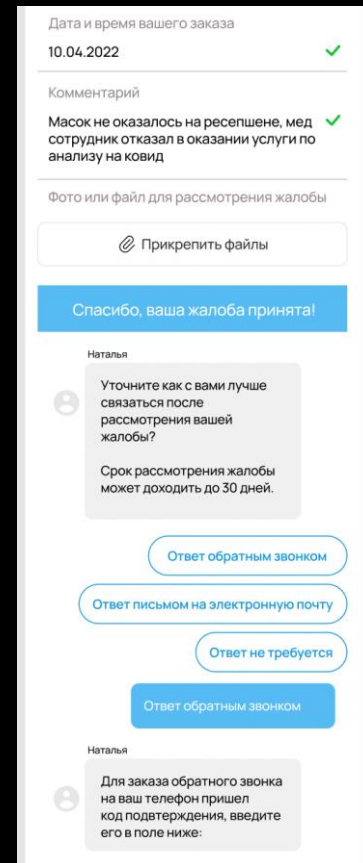 Дата и время вашего заказа
10.04.2022
Комментарий
Масок не оказалось на ресепшене, мед
сотрудник отказал в оказании услуги по
анализу на ковид
Фото или файл для рассмотрения жалобы
Прикрепить файлы
Спасибо, ваша жалоба принята!
Наталья
Уточните как с вами лучше
связаться после
рассмотрения вашей
жалобы?
Срок рассмотрения жалобы
может доходить до 30 дней.
Ответ обратным звонком
Ответ письмом на электронную почту
Ответ не требуется
Ответ обратным звонком
Наталья
Для заказа обратного звонка
на ваш телефон пришел
код подвтерждения, введите
его в поле ниже: